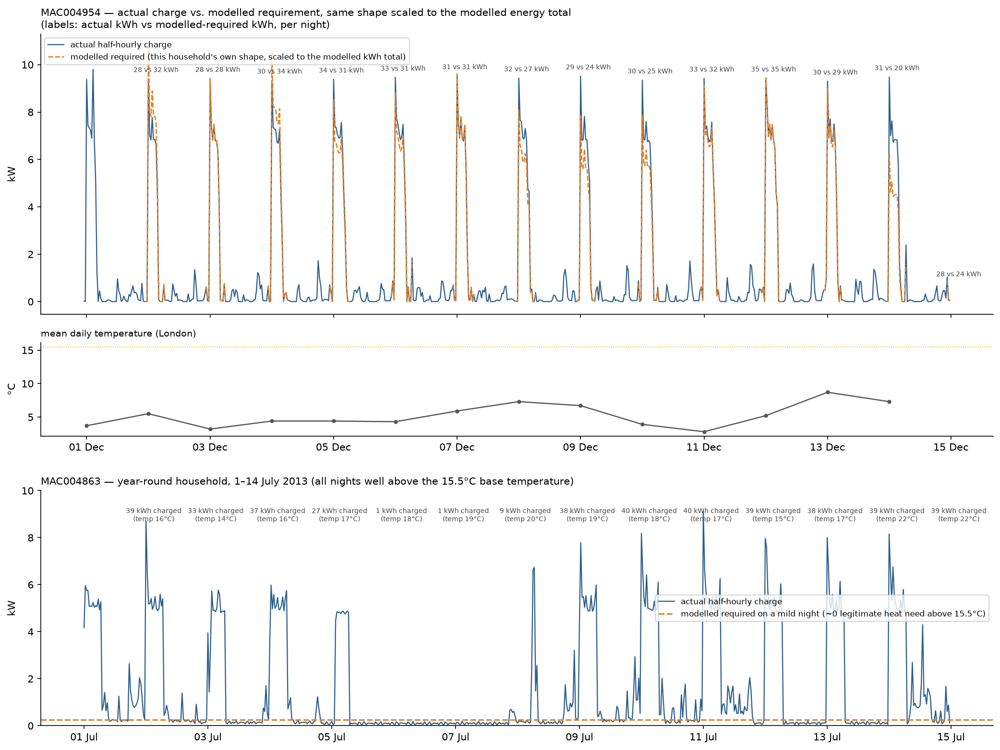 MAC004954 — actual charge vs. modelled requirement, same shape scaled to the modelled energy total
(labels: actual kWh vs modelled-required kWh, per night)
actual half-hourly charge
modelled required (this household's own shape, scaled to the modelled kWh total)
28 vs 32 kWh
28 vs 28 kWh
30 vs 34 kWh
34 vs 31 kWh
33 vs 31 kWh
31 vs 31 kWh
32 vs 27 kWh
29 vs 24 kWh
30 vs 25 kWh
33 vs 32 kWh
35 vs 35 kWh
30 vs 29 kWh
31 vs 20 kWh
28 vs 24 kWh
kW
10
8
6
4
2
0
mean daily temperature (London)
°C
15
10
5
01 Dec
03 Dec
05 Dec
07 Dec
09 Dec
11 Dec
13 Dec
15 Dec
MAC004863 — year-round household, 1–14 July 2013 (all nights well above the 15.5°C base temperature)
39 kWh charged
(temp 16°C)
33 kWh charged
(temp 14°C)
37 kWh charged
(temp 16°C)
27 kWh charged
(temp 17°C)
1 kWh charged
(temp 18°C)
1 kWh charged
(temp 19°C)
9 kWh charged
(temp 20°C)
38 kWh charged
(temp 19°C)
40 kWh charged
(temp 18°C)
40 kWh charged
(temp 17°C)
39 kWh charged
(temp 15°C)
38 kWh charged
(temp 17°C)
39 kWh charged
(temp 22°C)
39 kWh charged
(temp 22°C)
actual half-hourly charge
modelled required on a mild night (~0 legitimate heat need above 15.5°C)
kW
10
8
6
4
2
0
01 Jul
03 Jul
05 Jul
07 Jul
09 Jul
11 Jul
13 Jul
15 Jul